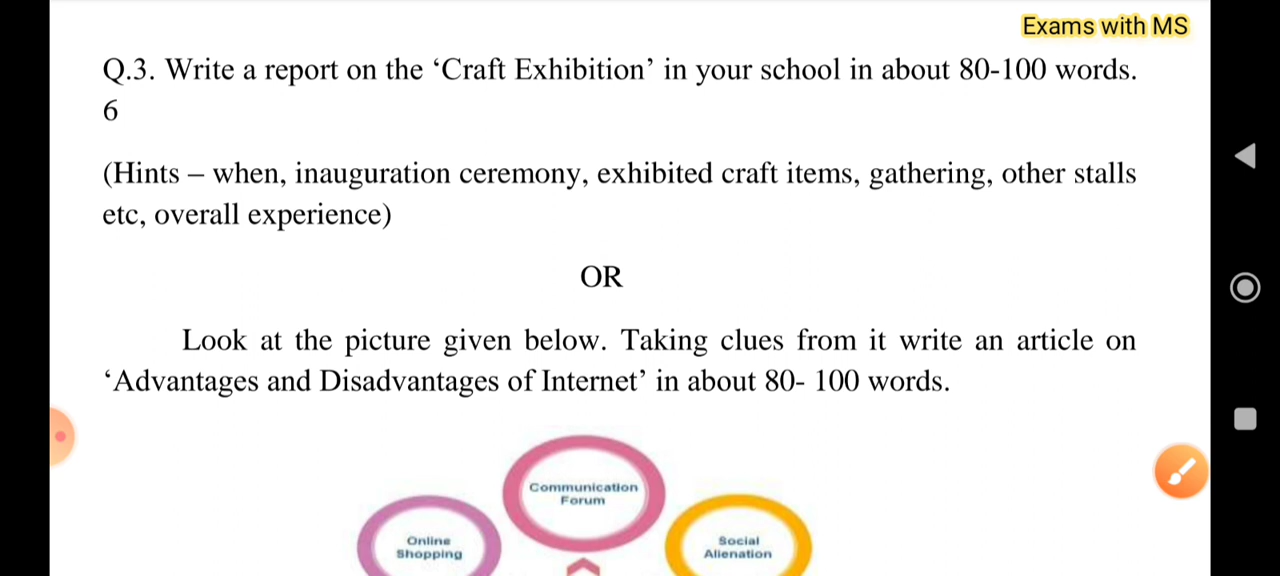 Exams with MS
Q.3. Write a report on the ‘Craft Exhibition’ in your school in about 80-100 words.
6
(Hints – when, inauguration ceremony, exhibited craft items, gathering, other stalls
etc, overall experience)
OR
Look at the picture given below. Taking clues from it write an article on
‘Advantages and Disadvantages of Internet’ in about 80- 100 words.
Communication
Forum
Online
Shopping
Social
Alienation